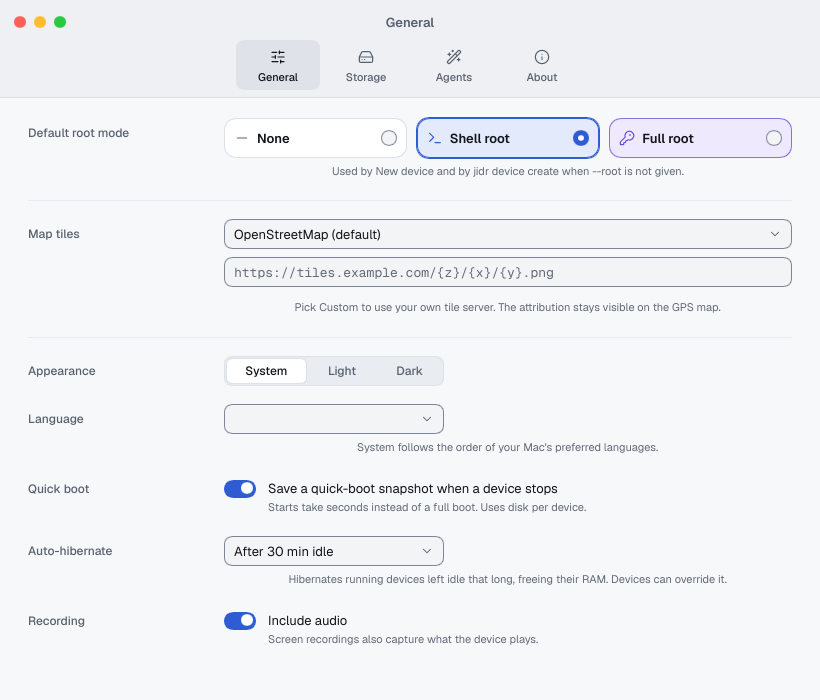 General
General
Storage
Agents
About
Default root mode
None
Shell root
Full root
Used by New device and by jidr device create when --root is not given.
Map tiles
OpenStreetMap (default)
https://tiles.example.com/{z}/{x}/{y}.png
Pick Custom to use your own tile server. The attribution stays visible on the GPS map.
Appearance
System
Light
Dark
Language
System follows the order of your Mac's preferred languages.
Quick boot
Save a quick-boot snapshot when a device stops
Starts take seconds instead of a full boot. Uses disk per device.
Auto-hibernate
After 30 min idle
Hibernates running devices left idle that long, freeing their RAM. Devices can override it.
Recording
Include audio
Screen recordings also capture what the device plays.